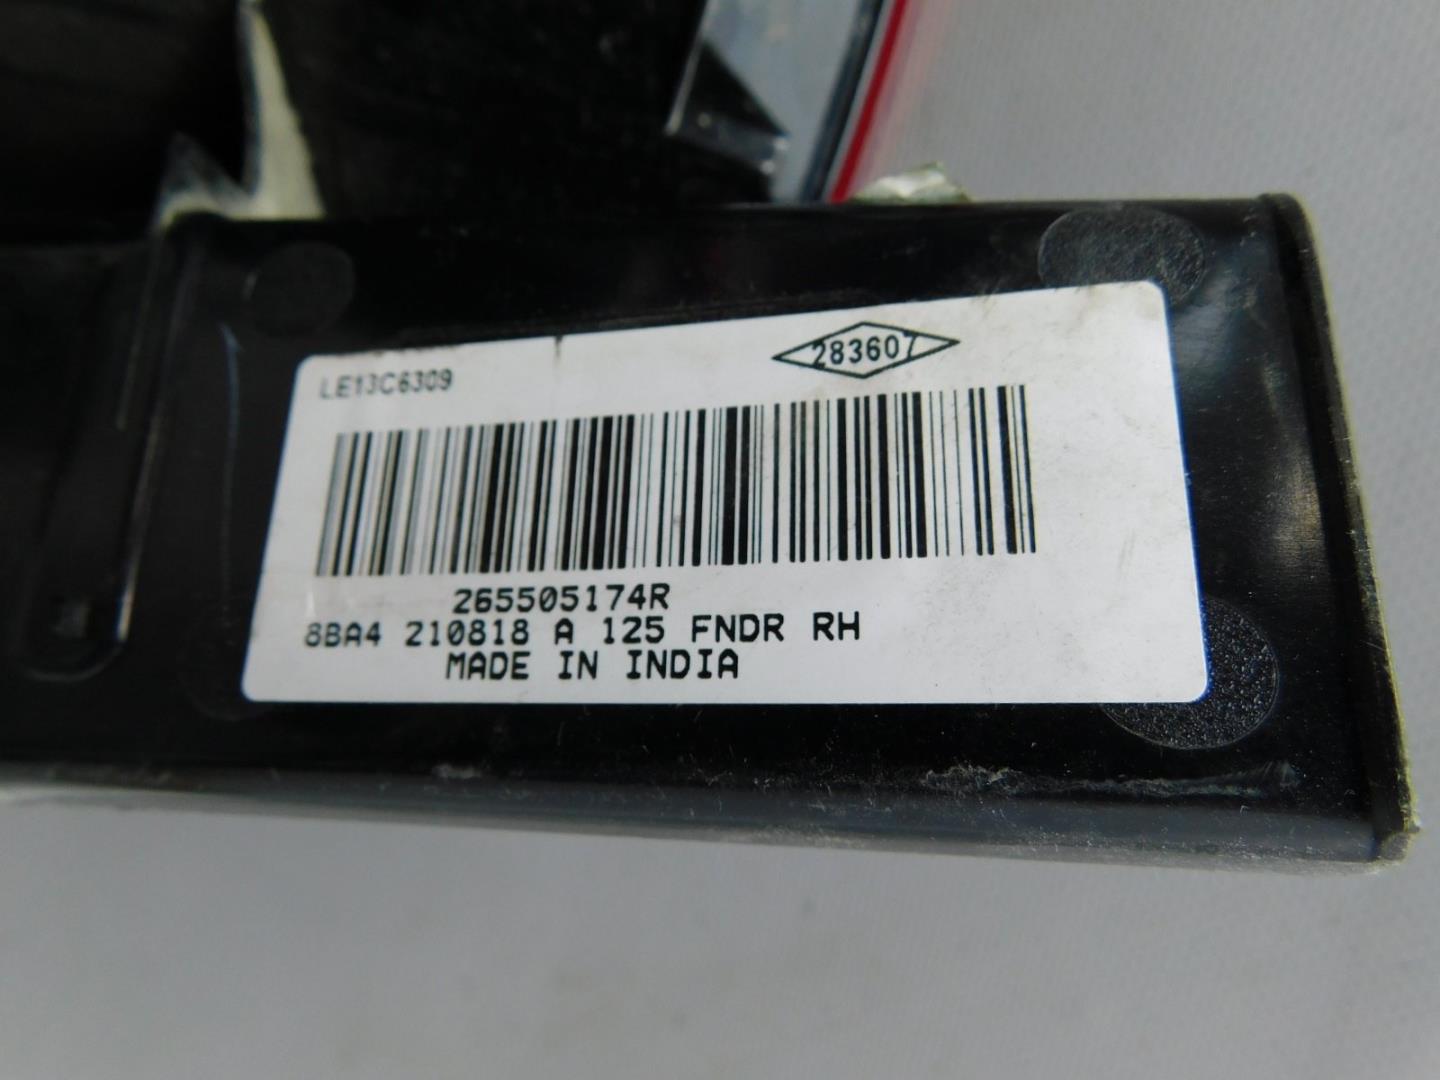 283607
LE13C6309
265505174R
8BA4 210818 A 125 FNDR RH
MADE IN INDIA